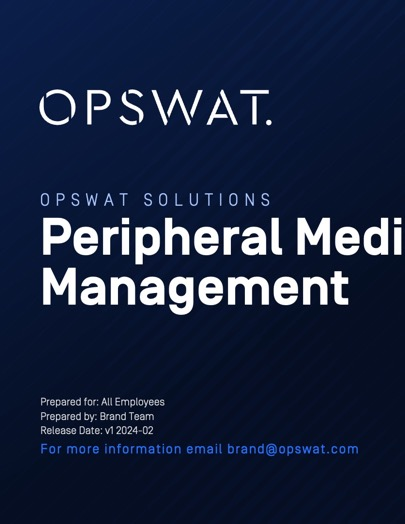 OPSWAT.
OPSWAT SOLUTIONS
Peripheral Medi
Management
Prepared for: All Employees
Prepared by: Brand Team
Release Date: v1 2024-02
For more information email brand@opswat.com